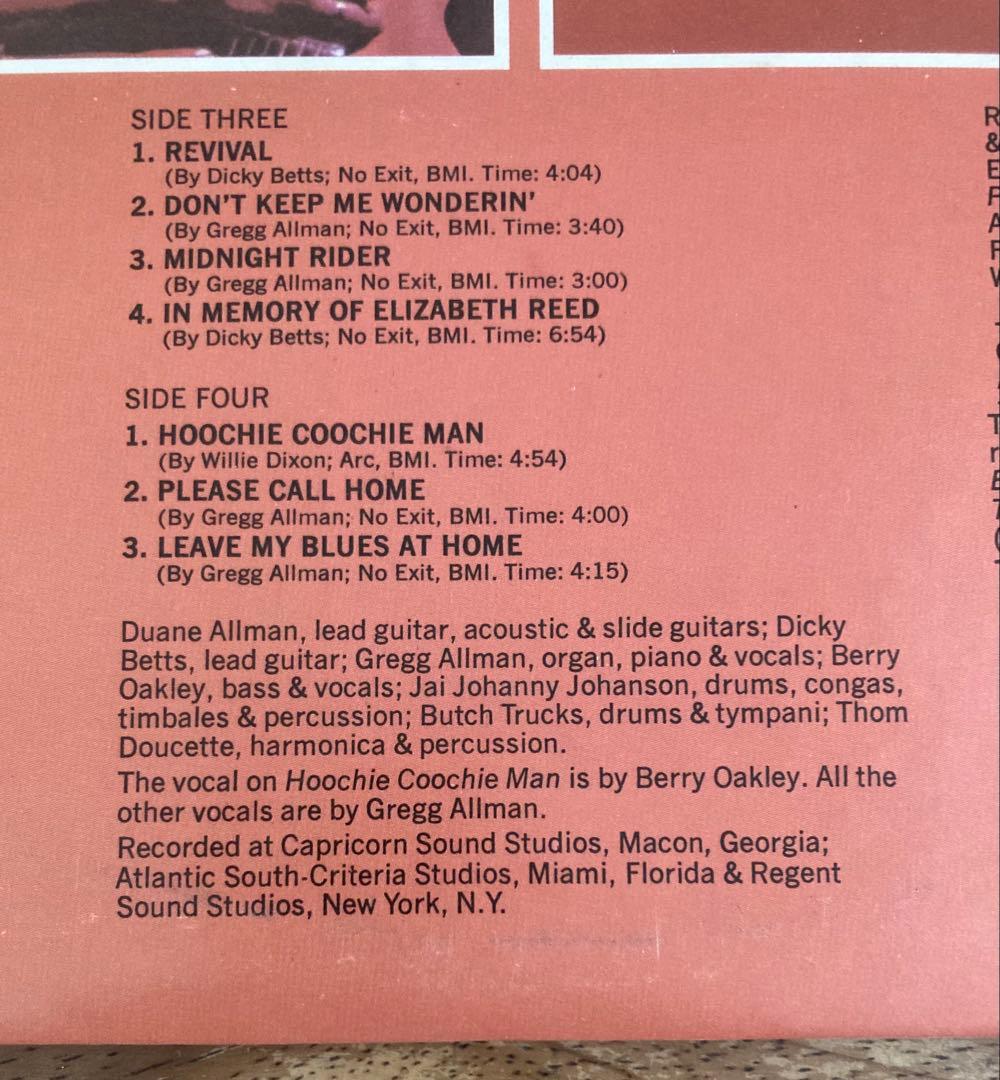 SIDE THREE
1. REVIVAL
(By Dicky Betts; No Exit, BMI. Time: 4:04)
2. DON'T KEEP ME WONDERIN'
(By Gregg Allman; No Exit, BMI. Time: 3:40)
3. MIDNIGHT RIDER
(By Gregg Allman; No Exit, BMI. Time: 3:00)
4. IN MEMORY OF ELIZABETH REED
(By Dicky Betts; No Exit, BMI. Time: 6:54)
SIDE FOUR
1. HOOCHIE COOCHIE MAN
(By Willie Dixon; Arc, BMI. Time: 4:54)
2. PLEASE CALL HOME
(By Gregg Allman; No Exit, BMI. Time: 4:00)
3. LEAVE MY BLUES AT HOME
(By Gregg Allman; No Exit, BMI. Time: 4:15)
Duane Allman, lead guitar, acoustic & slide guitars; Dicky
Betts, lead guitar; Gregg Allman, organ, piano & vocals; Berry
Oakley, bass & vocals; Jai Johanny Johanson, drums, congas,
timbales & percussion; Butch Trucks, drums & tympani; Thom
Doucette, harmonica & percussion.
The vocal on Hoochie Coochie Man is by Berry Oakley. All the
other vocals are by Gregg Allman.
Recorded at Capricorn Sound Studios, Macon, Georgia;
Atlantic South-Criteria Studios, Miami, Florida & Regent
Sound Studios, New York, N.Y.